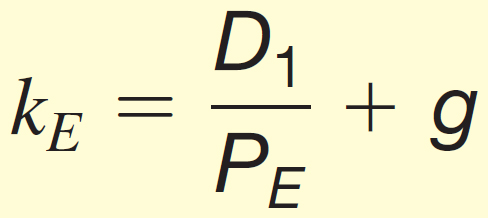 k_E = D_1 / P_E + g